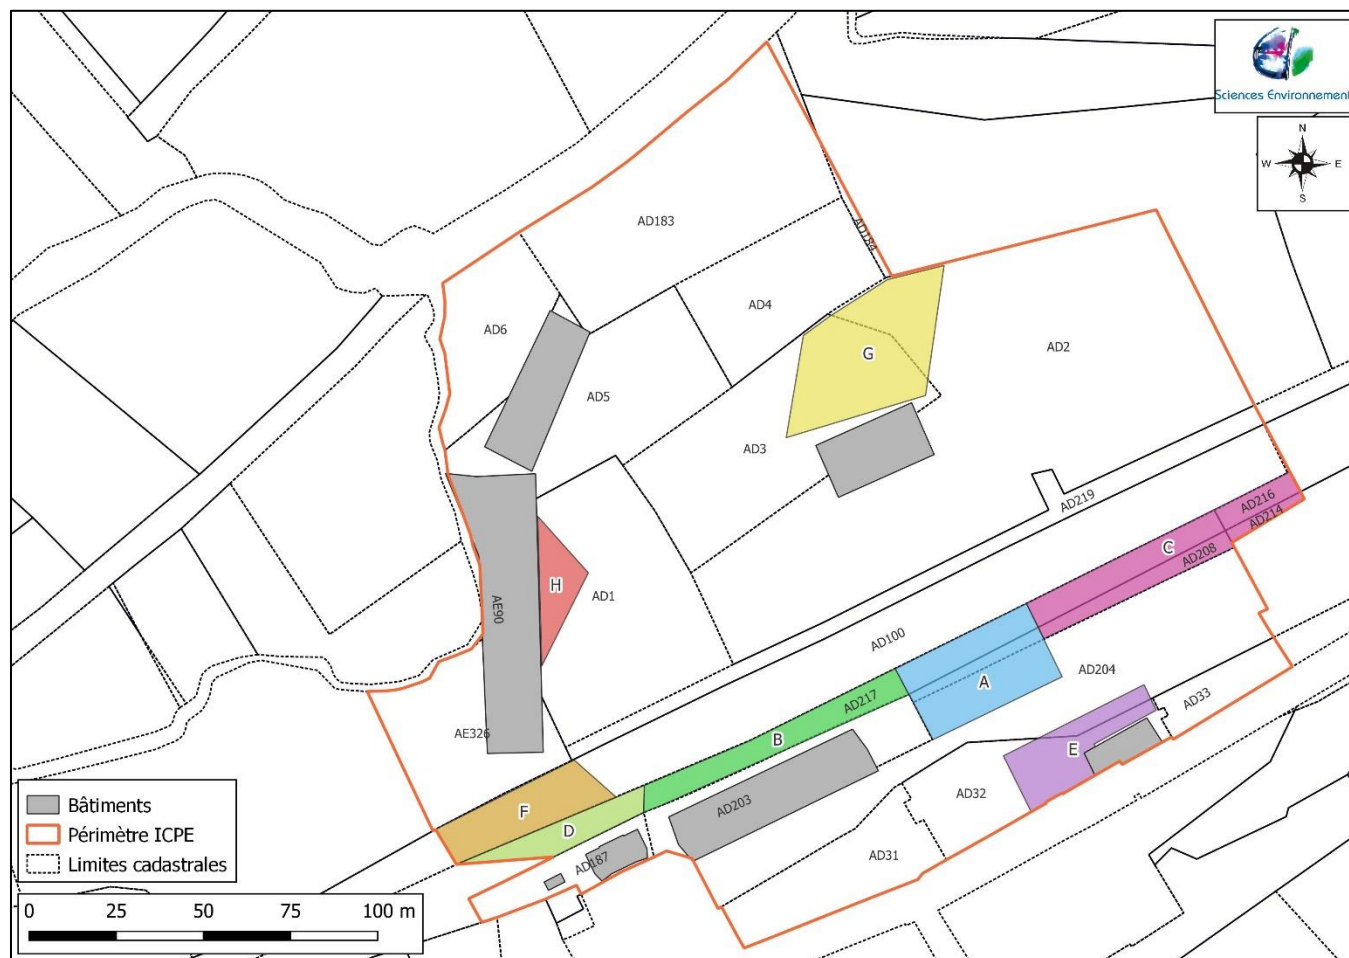 Sciences Environnement
N
W
E
S
AD183
AD184
AD4
AD6
AD2
G
AD5
AD3
AD219
AD216
AD214
C
AD208
H
AD1
AE90
AD100
AD204
A
AD217
AD33
AE326
B
E
AD32
F
AD203
D
AD31
AD187
Bâtiments
Périmètre ICPE
Limites cadastrales
0 25 50 75 100 m